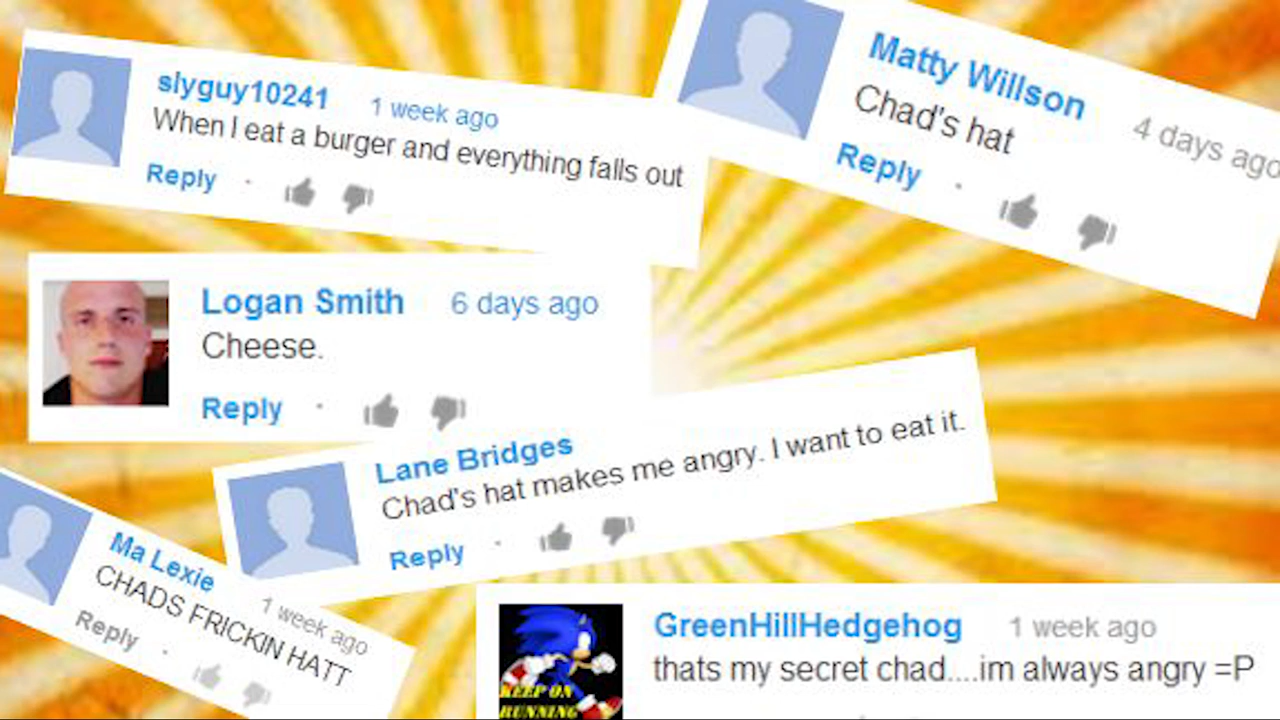 slyguy10241 1 week ago
When I eat a burger and everything falls out
Reply
Matty Willson 4 days ago
Chad's hat
Reply
Logan Smith 6 days ago
Cheese.
Reply
Lane Bridges
Chad's hat makes me angry. I want to eat it.
Reply
Ma Lexie 1 week ago
CHADS FRICKIN HATT
Reply
GreenHillHedgehog 1 week ago
thats my secret chad....im always angry =P
KEEP ON
RUNNING